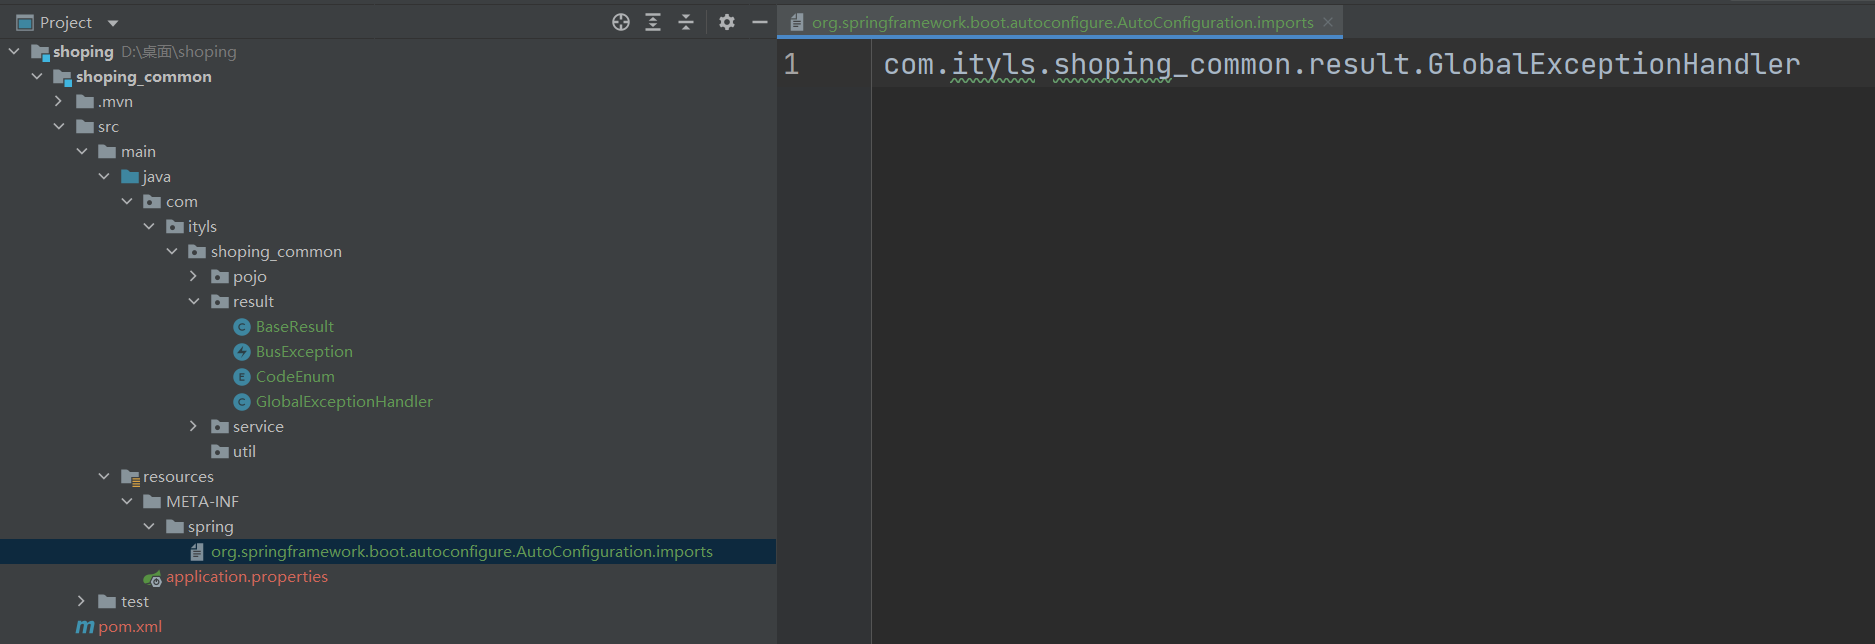 Project
org.springframework.boot.autoconfigure.AutoConfiguration.imports
shoping D:\桌面\shoping
1 com.ityls.shoping_common.result.GlobalExceptionHandler
shoping_common
.mvn
src
main
java
com
ityls
shoping_common
pojo
result
BaseResult
BusException
CodeEnum
GlobalExceptionHandler
service
util
resources
META-INF
spring
org.springframework.boot.autoconfigure.AutoConfiguration.imports
application.properties
test
pom.xml